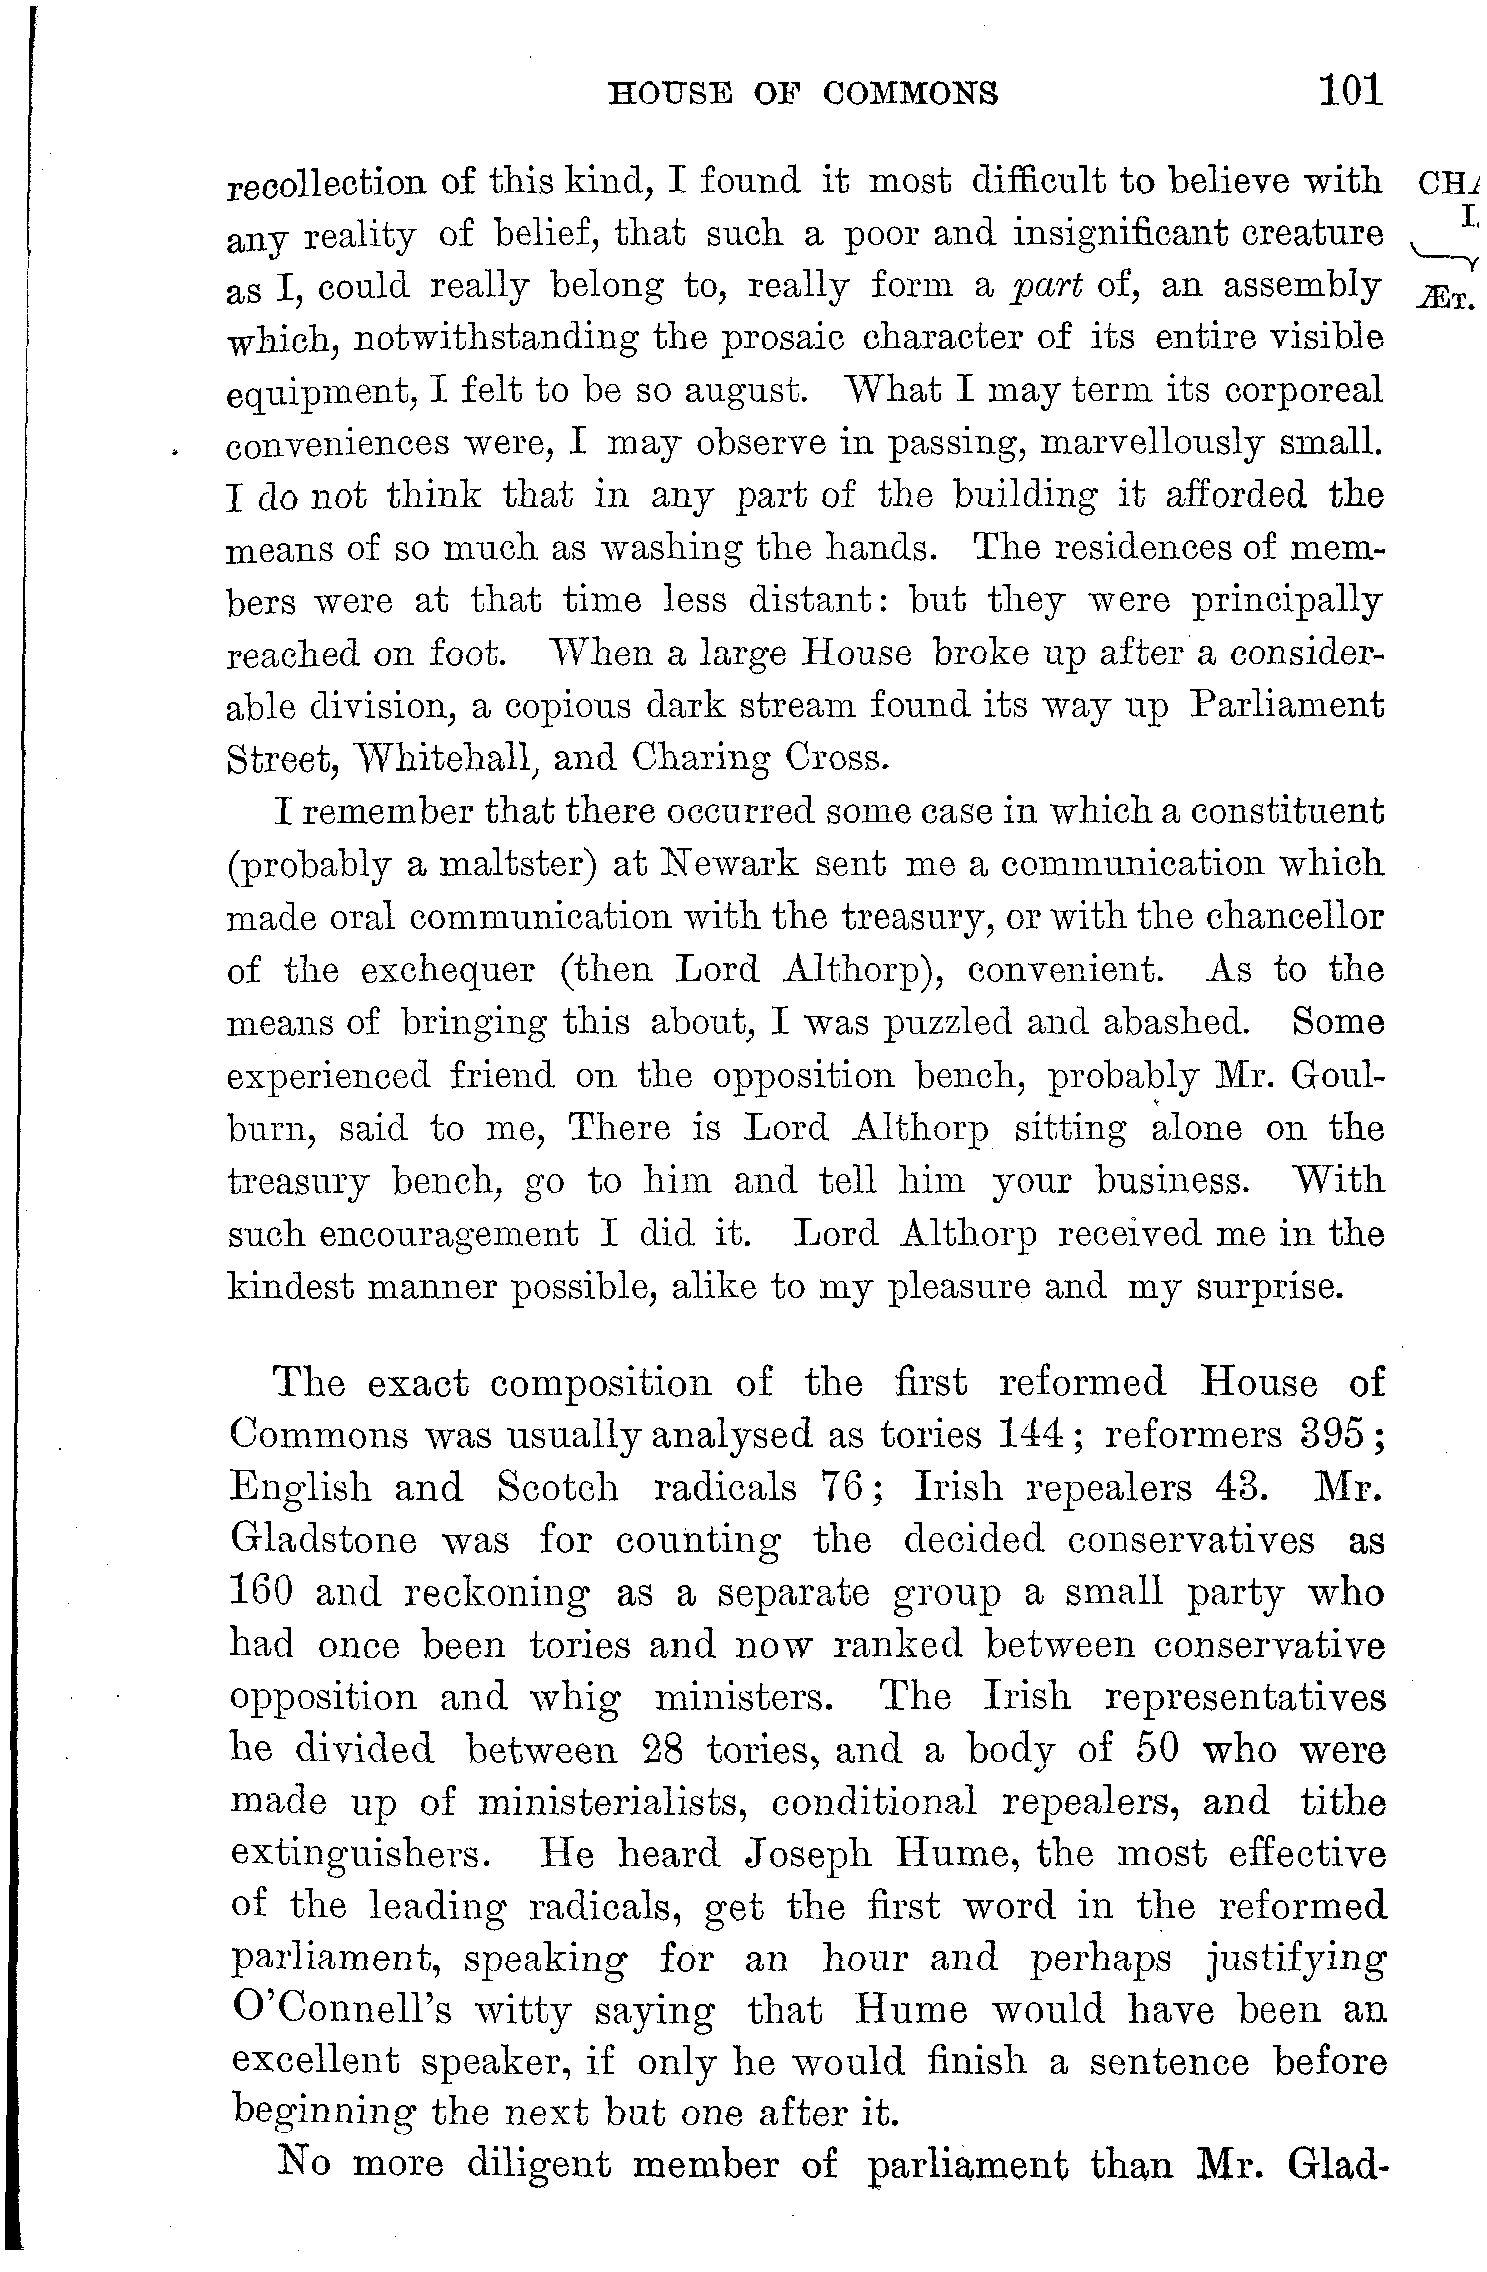 HOUSE OF COMMONS 101
recollection of this kind, I found it most difficult to believe with
any reality of belief, that such a poor and insignificant creature
as I, could really belong to, really form a part of, an assembly
which, notwithstanding the prosaic character of its entire visible
equipment, I felt to be so august. What I may term its corporeal
conveniences were, I may observe in passing, marvellously small.
I do not think that in any part of the building it afforded the
means of so much as washing the hands. The residences of mem-
bers were at that time less distant: but they were principally
reached on foot. When a large House broke up after a consider-
able division, a copious dark stream found its way up Parliament
Street, Whitehall, and Charing Cross.
I remember that there occurred some case in which a constituent
(probably a maltster) at Newark sent me a communication which
made oral communication with the treasury, or with the chancellor
of the exchequer (then Lord Althorp), convenient. As to the
means of bringing this about, I was puzzled and abashed. Some
experienced friend on the opposition bench, probably Mr. Goul-
burn, said to me, There is Lord Althorp sitting alone on the
treasury bench, go to him and tell him your business. With
such encouragement I did it. Lord Althorp received me in the
kindest manner possible, alike to my pleasure and my surprise.
The exact composition of the first reformed House of
Commons was usually analysed as tories 144; reformers 395;
English and Scotch radicals 76; Irish repealers 43. Mr.
Gladstone was for counting the decided conservatives as
160 and reckoning as a separate group a small party who
had once been tories and now ranked between conservative
opposition and whig ministers. The Irish representatives
he divided between 28 tories, and a body of 50 who were
made up of ministerialists, conditional repealers, and tithe
extinguishers. He heard Joseph Hume, the most effective
of the leading radicals, get the first word in the reformed
parliament, speaking for an hour and perhaps justifying
O'Connell's witty saying that Hume would have been an
excellent speaker, if only he would finish a sentence before
beginning the next but one after it.
No more diligent member of parliament than Mr. Glad-
ÆT.